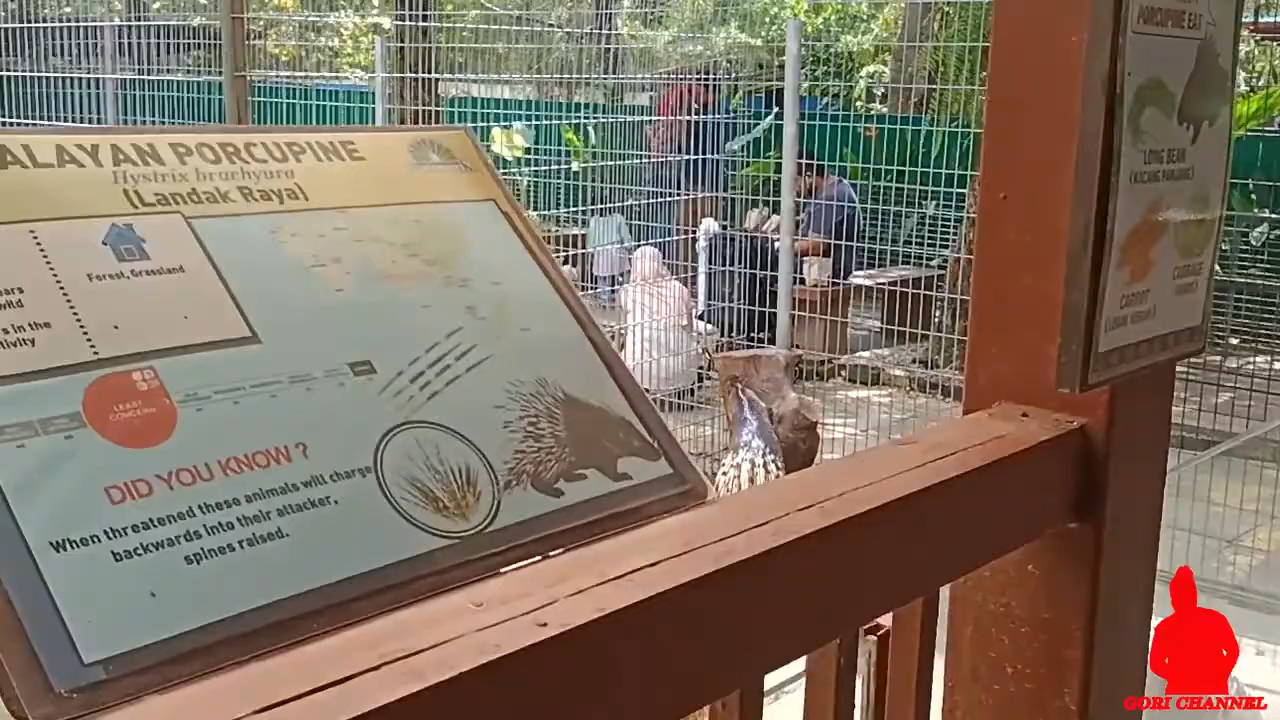 ALAYAN PORCUPINE
Hystrix brachyura
(Landak Raya)
Forest, Grassland
ears
wild
s in the
tivity
LEAST
CONCERN
DID YOU KNOW ?
When threatened these animals will charge
backwards into their attacker,
spines raised.
PORCUPINE EAT
LONG BEAN
(KACANG PANJANG)
CARROT
(LOBAK MERAH)
GORI CHANNEL